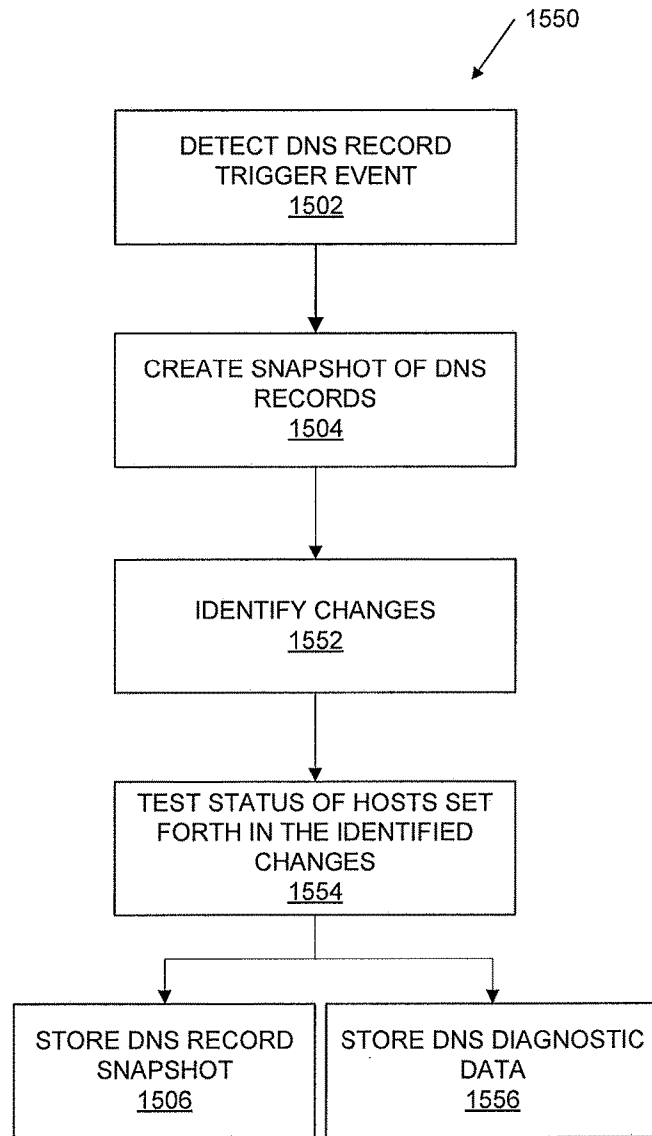 1550
DETECT DNS RECORD
TRIGGER EVENT
1502
CREATE SNAPSHOT OF DNS
RECORDS
1504
IDENTIFY CHANGES
1552
TEST STATUS OF HOSTS SET
FORTH IN THE IDENTIFIED
CHANGES
1554
STORE DNS RECORD
SNAPSHOT
1506
STORE DNS DIAGNOSTIC
DATA
1556